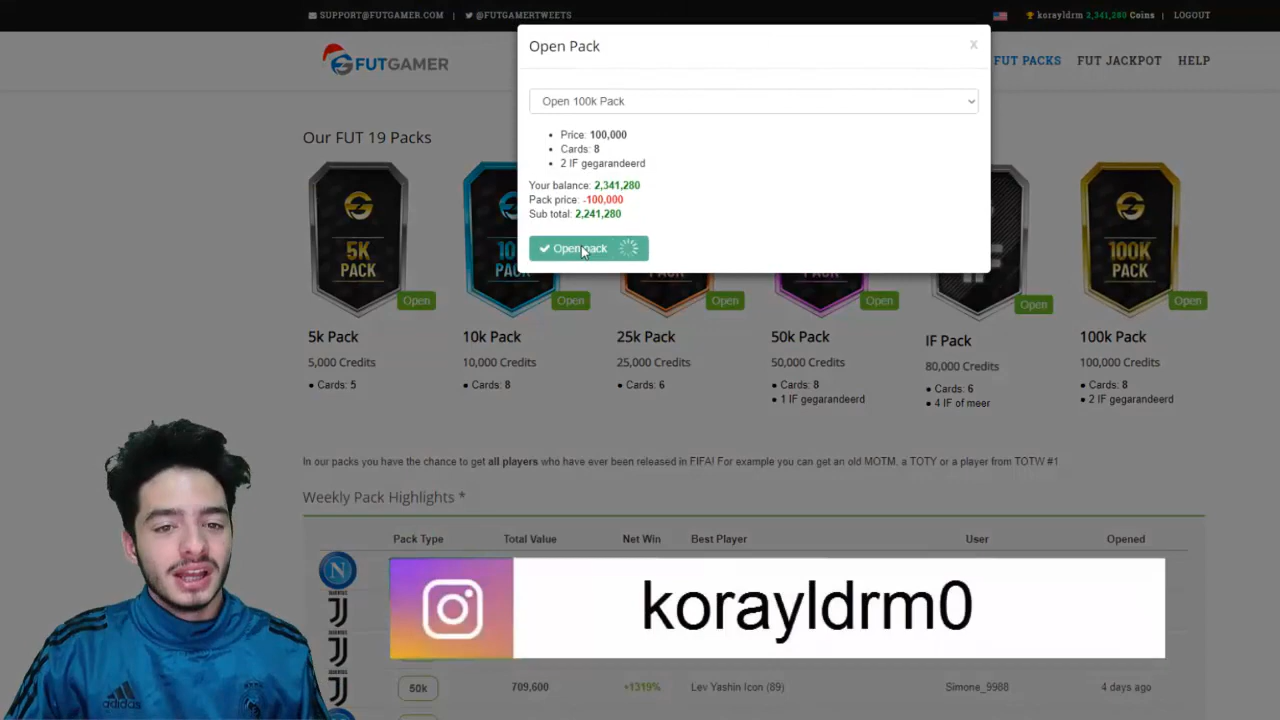 SUPPORT@FUTGAMER.COM | @FUTGAMERTWEETS
korayldrm 2,341,280 Coins | LOGOUT
FUTGAMER
FUT PACKS FUT JACKPOT HELP
Open Pack
x
Open 100k Pack
Price: 100,000
Cards: 8
2 IF gegarandeerd
Your balance: 2,341,280
Pack price: -100,000
Sub total: 2,241,280
Open pack
Our FUT 19 Packs
5K PACK
100K PACK
Open Open Open Open Open Open
5k Pack
5,000 Credits
Cards: 5
10k Pack
10,000 Credits
Cards: 8
25k Pack
25,000 Credits
Cards: 6
50k Pack
50,000 Credits
Cards: 8
1 IF gegarandeerd
IF Pack
80,000 Credits
Cards: 6
4 IF of meer
100k Pack
100,000 Credits
Cards: 8
2 IF gegarandeerd
In our packs you have the chance to get all players who have ever been released in FIFA! For example you can get an old MOTM, a TOTY or a player from TOTW #1
Weekly Pack Highlights *
Pack Type Total Value Net Win Best Player User Opened
korayldrm0
50k 709,600 +1319% Lev Yashin Icon (89) Simone_9988 4 days ago
adidas